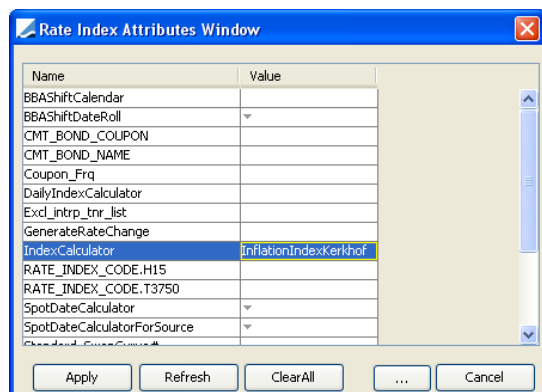 Rate Index Attributes Window
Name Value
BBAShiftCalendar
BBAShiftDateRoll
CMT_BOND_COUPON
CMT_BOND_NAME
Coupon_Frq
DailyIndexCalculator
Excl_intrp_tnr_list
GenerateRateChange
IndexCalculator InflationIndexKerkhof
RATE_INDEX_CODE.H15
RATE_INDEX_CODE.T3750
SpotDateCalculator
SpotDateCalculatorForSource
Apply Refresh ClearAll ... Cancel